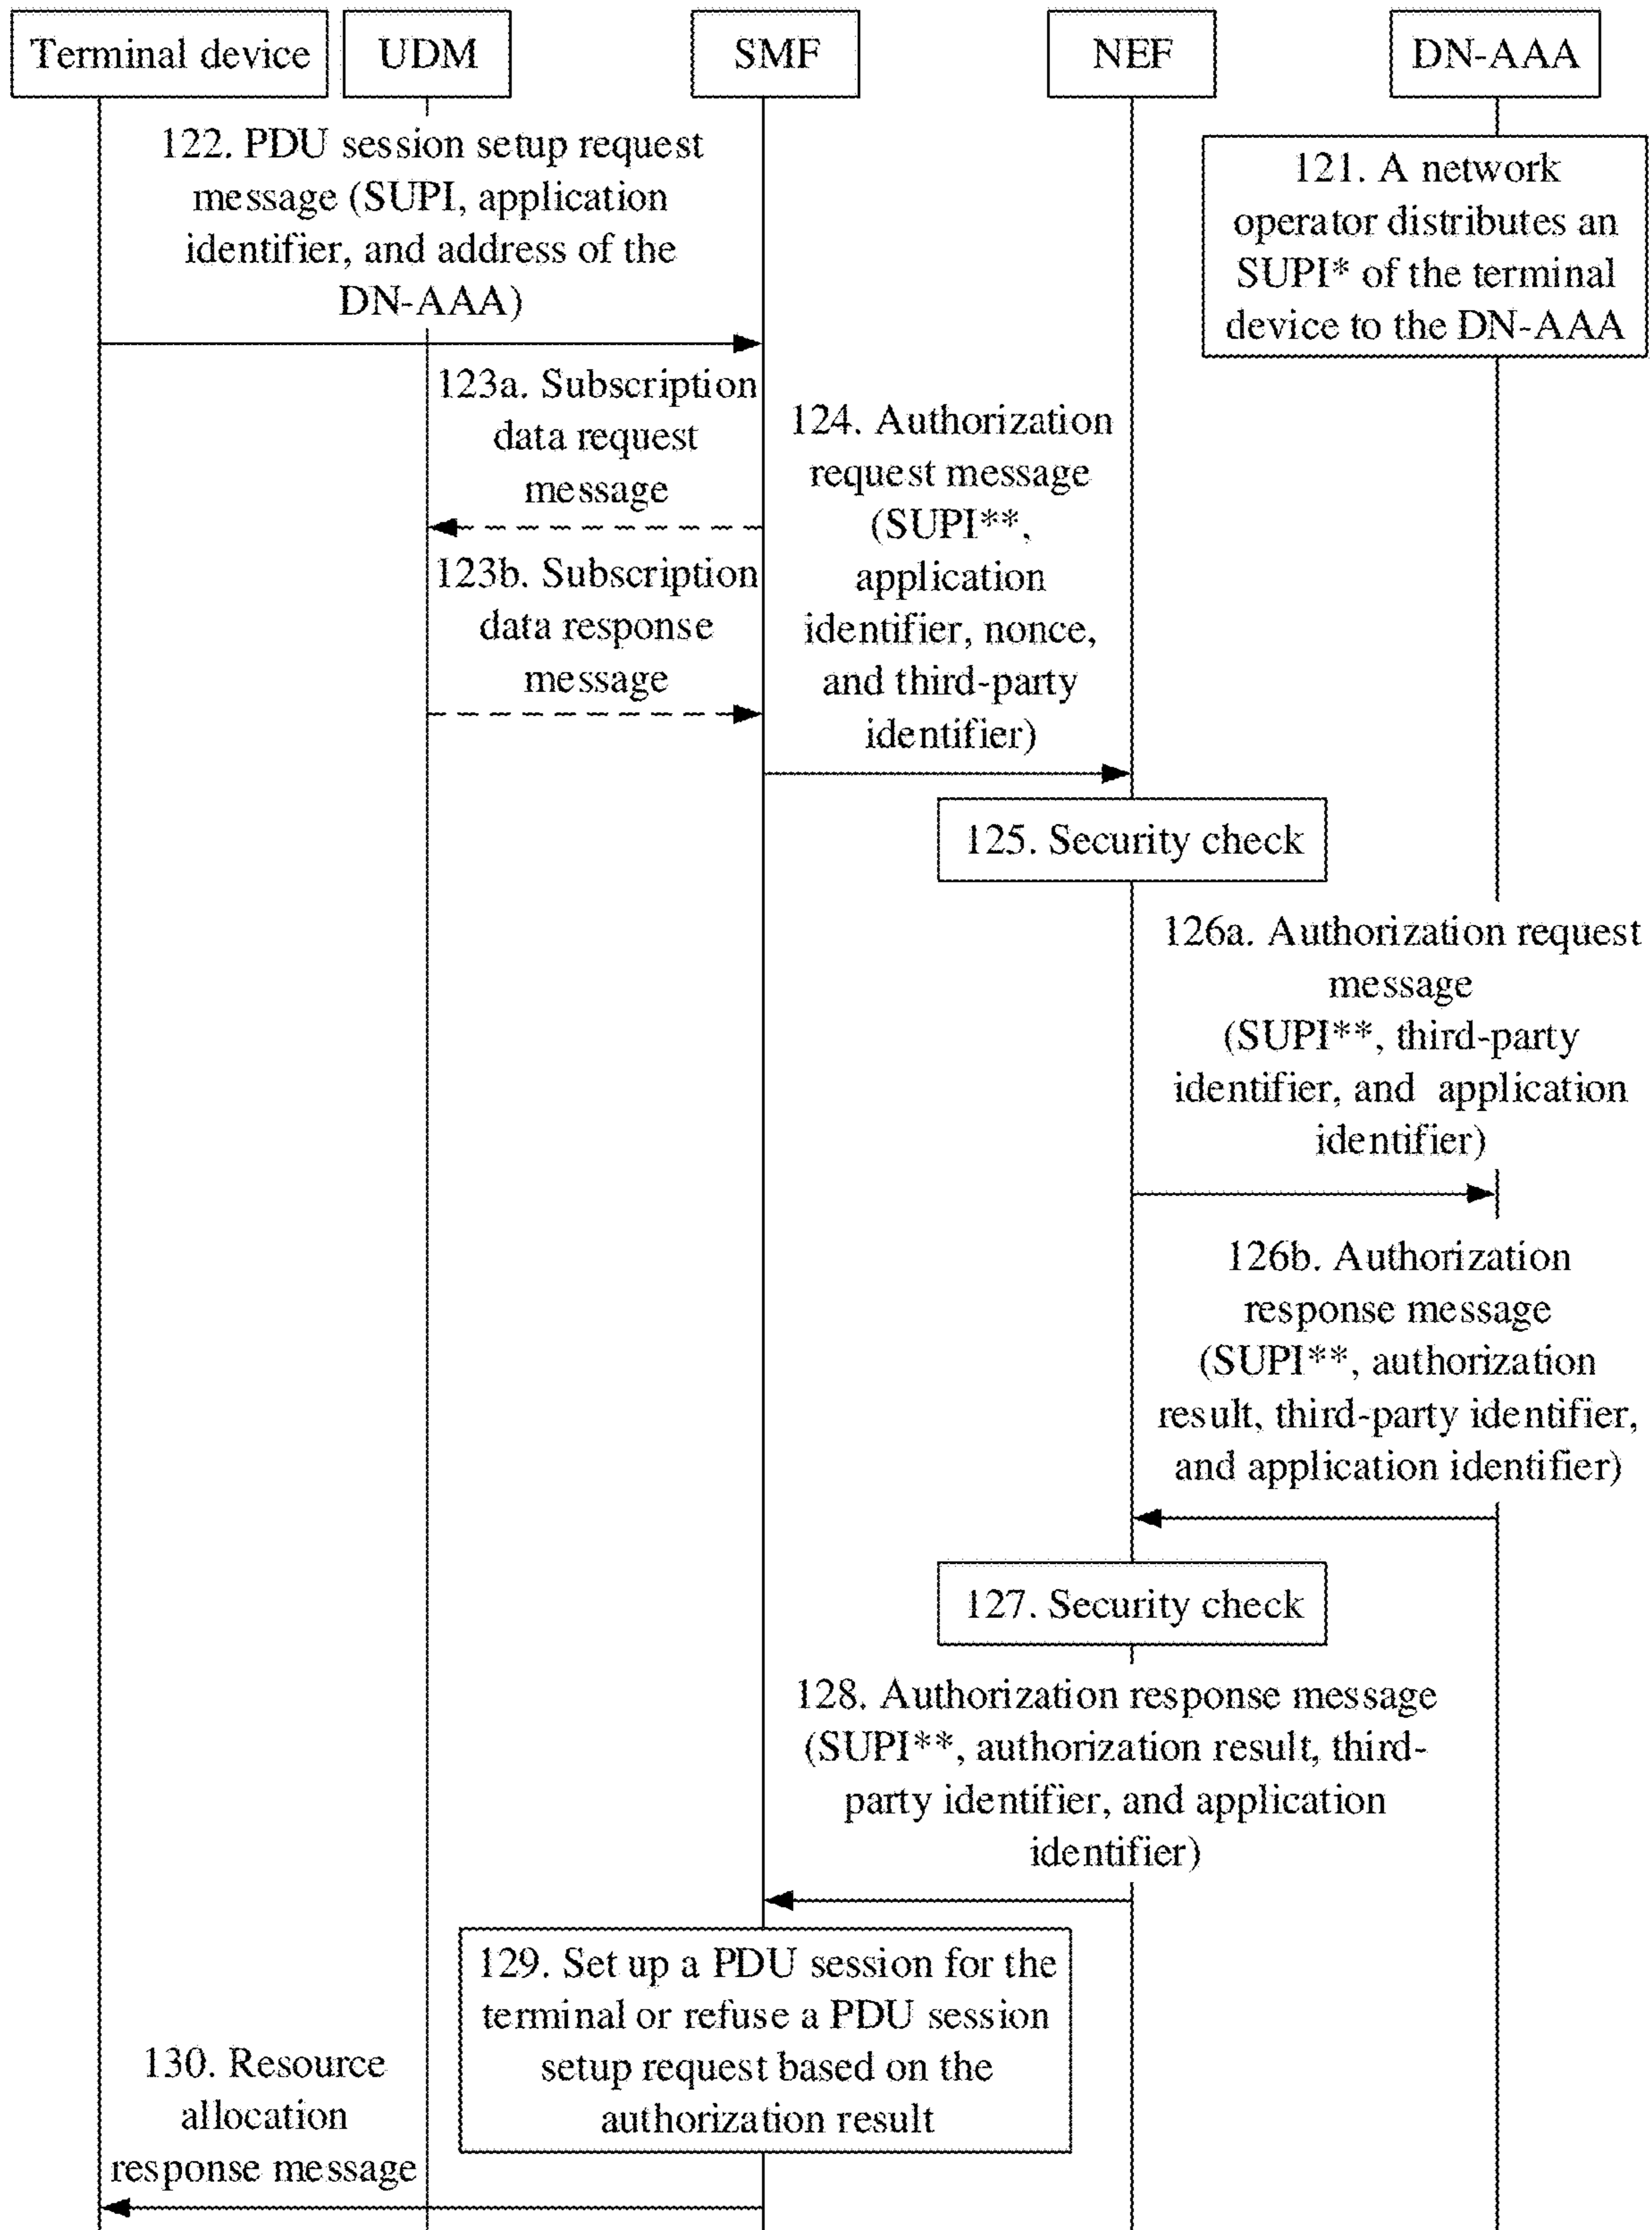 Terminal device
UDM
SMF
NEF
DN-AAA
121. A network
operator distributes an
SUPI* of the terminal
device to the DN-AAA
122. PDU session setup request
message (SUPI, application
identifier, and address of the
DN-AAA)
123a. Subscription
data request
message
123b. Subscription
data response
message
124. Authorization
request message
(SUPI**,
application
identifier, nonce,
and third-party
identifier)
125. Security check
126a. Authorization request
message
(SUPI**, third-party
identifier, and application
identifier)
126b. Authorization
response message
(SUPI**, authorization
result, third-party identifier,
and application identifier)
127. Security check
128. Authorization response message
(SUPI**, authorization result, third-
party identifier, and application
identifier)
129. Set up a PDU session for the
terminal or refuse a PDU session
setup request based on the
authorization result
130. Resource
allocation
response message